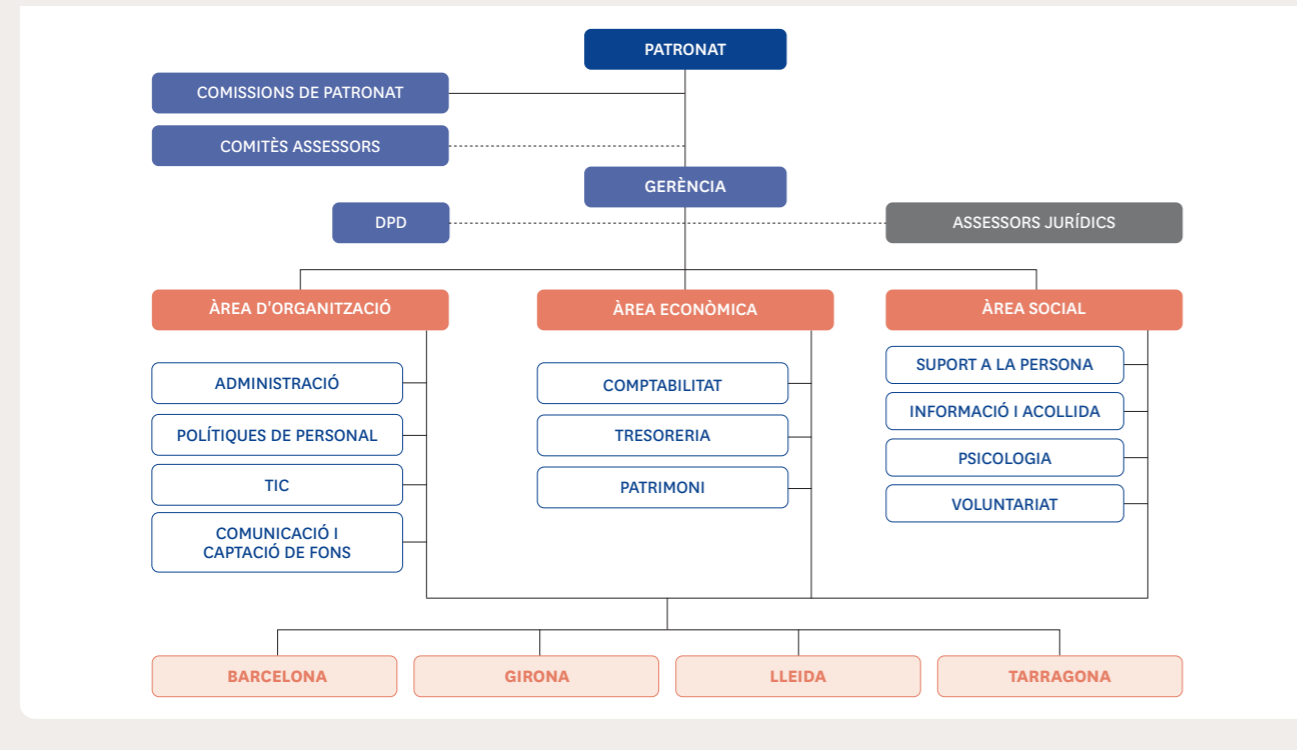 PATRONAT
COMISSIONS DE PATRONAT
COMITÈS ASSESSORS
GERÈNCIA
DPD
ASSESSORS JURÍDICS
ÀREA D'ORGANITZACIÓ
ADMINISTRACIÓ
POLÍTIQUES DE PERSONAL
TIC
COMUNICACIÓ I
CAPTACIÓ DE FONS
ÀREA ECONÒMICA
COMPTABILITAT
TRESORERIA
PATRIMONI
ÀREA SOCIAL
SUPORT A LA PERSONA
INFORMACIÓ I ACOLLIDA
PSICOLOGIA
VOLUNTARIAT
BARCELONA
GIRONA
LLEIDA
TARRAGONA